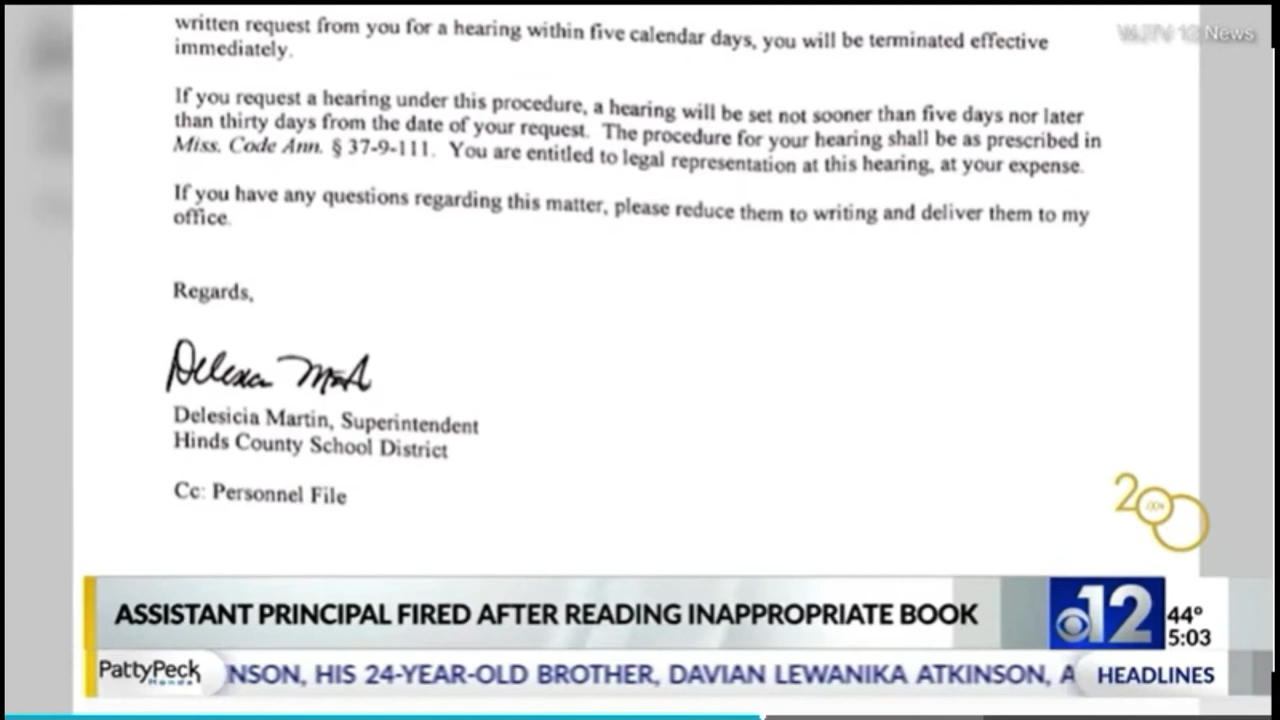 WJTV 12 News
written request from you for a hearing within five calendar days, you will be terminated effective
immediately.
If you request a hearing under this procedure, a hearing will be set not sooner than five days nor later
than thirty days from the date of your request. The procedure for your hearing shall be as prescribed in
Miss. Code Ann. § 37-9-111. You are entitled to legal representation at this hearing, at your expense.
If you have any questions regarding this matter, please reduce them to writing and deliver them to my
office.
Regards,
Delesicia Martin, Superintendent
Hinds County School District
Cc: Personnel File
200
ASSISTANT PRINCIPAL FIRED AFTER READING INAPPROPRIATE BOOK
12
44°
5:03
PattyPeck
Honda
NSON, HIS 24-YEAR-OLD BROTHER, DAVIAN LEWANIKA ATKINSON, A
HEADLINES